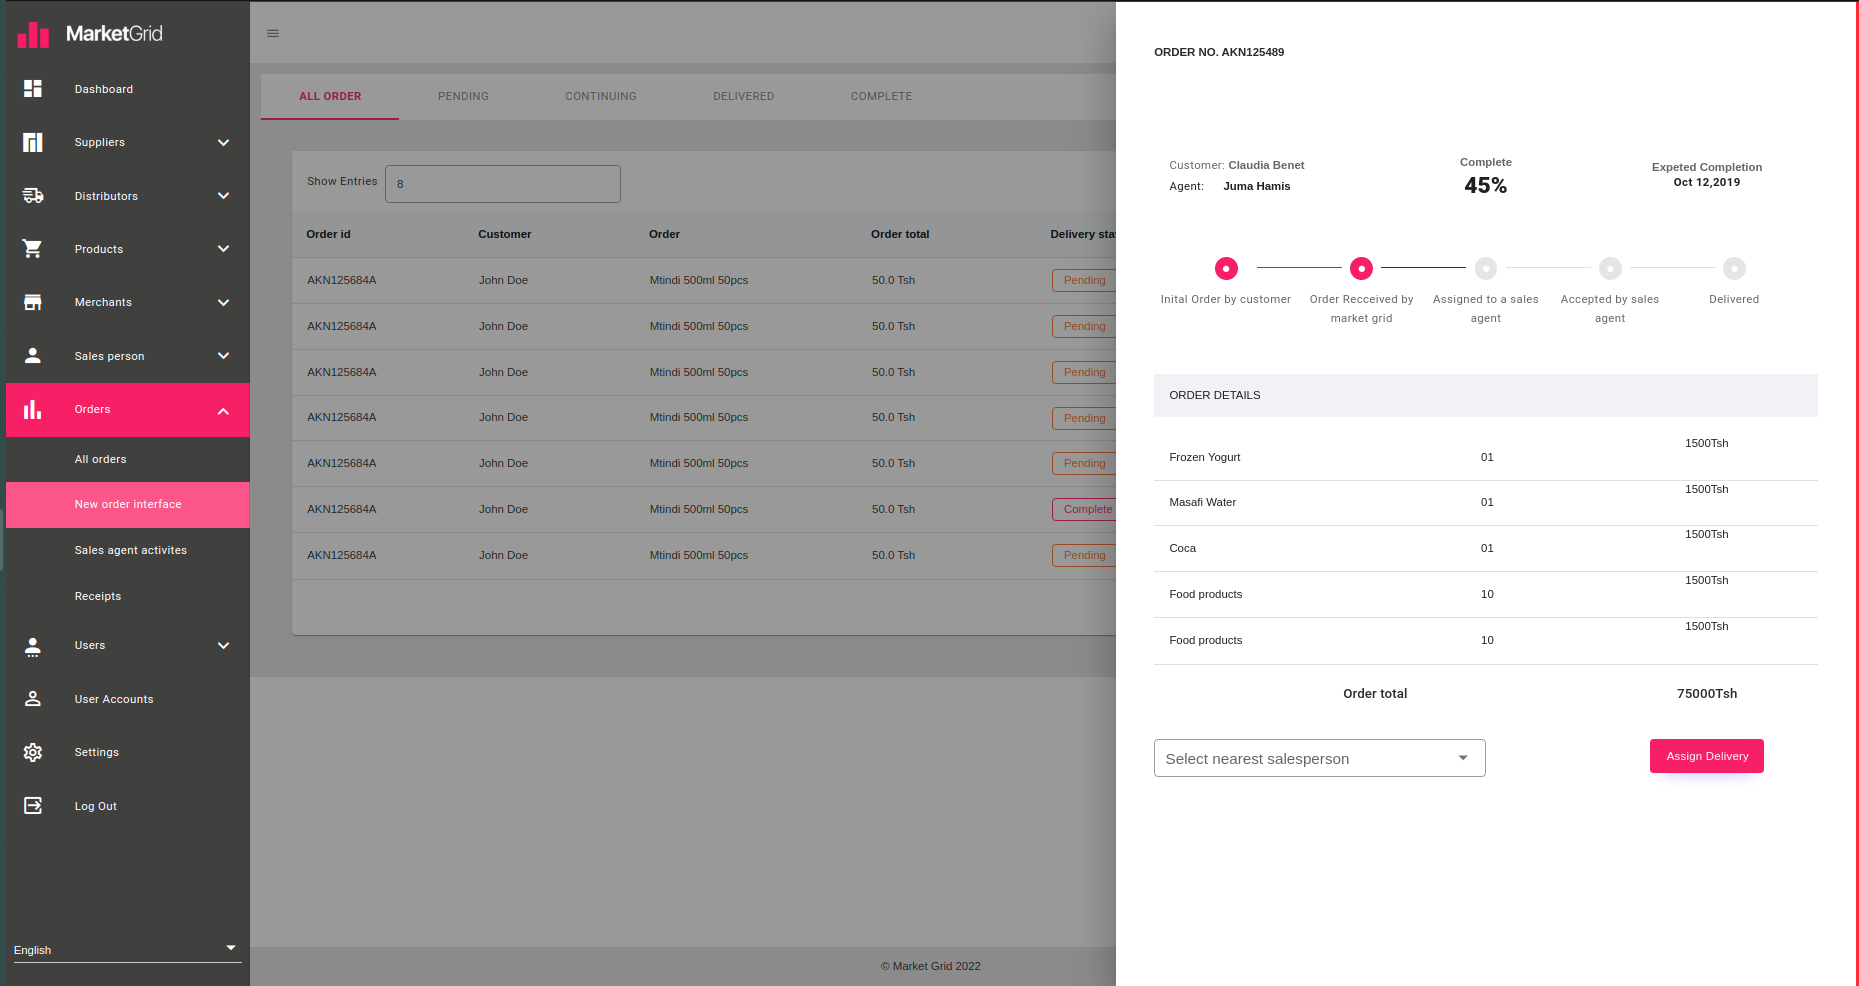 MarketGrid
Dashboard
Suppliers
Distributors
Products
Merchants
Sales person
Orders
All orders
New order interface
Sales agent activites
Receipts
Users
User Accounts
Settings
Log Out
English
ALL ORDER PENDING CONTINUING DELIVERED COMPLETE
Show Entries 8
Order id Customer Order Order total Delivery sta
AKN125684A John Doe Mtindi 500ml 50pcs 50.0 Tsh Pending
AKN125684A John Doe Mtindi 500ml 50pcs 50.0 Tsh Pending
AKN125684A John Doe Mtindi 500ml 50pcs 50.0 Tsh Pending
AKN125684A John Doe Mtindi 500ml 50pcs 50.0 Tsh Pending
AKN125684A John Doe Mtindi 500ml 50pcs 50.0 Tsh Pending
AKN125684A John Doe Mtindi 500ml 50pcs 50.0 Tsh Complete
AKN125684A John Doe Mtindi 500ml 50pcs 50.0 Tsh Pending
© Market Grid 2022
ORDER NO. AKN125489
Customer: Claudia Benet
Agent: Juma Hamis
Complete
45%
Expeted Completion
Oct 12,2019
Inital Order by customer
Order Recceived by
market grid
Assigned to a sales
agent
Accepted by sales
agent
Delivered
ORDER DETAILS
Frozen Yogurt 01 1500Tsh
Masafi Water 01 1500Tsh
Coca 01 1500Tsh
Food products 10 1500Tsh
Food products 10 1500Tsh
Order total 75000Tsh
Select nearest salesperson
Assign Delivery